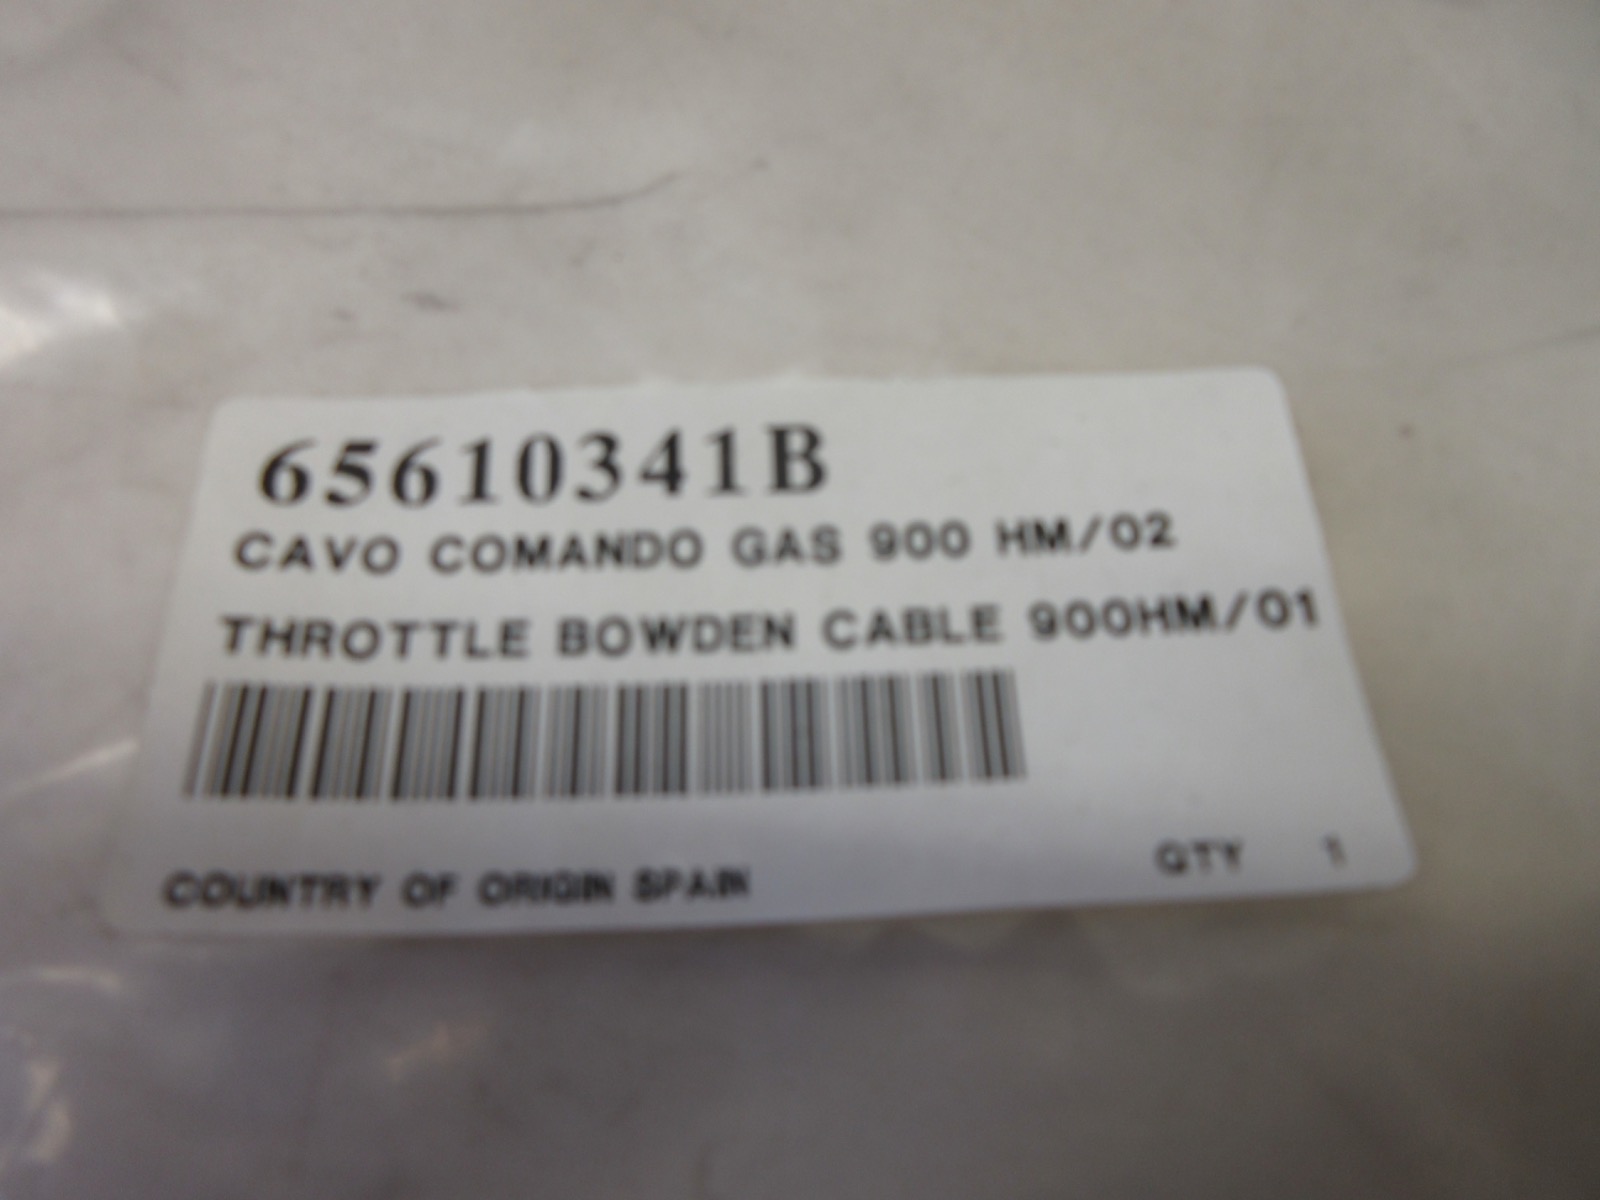 65610341B
CAVO COMANDO GAS 900 HM/02
THROTTLE BOWDEN CABLE 900HM/01
COUNTRY OF ORIGIN SPAIN QTY 1